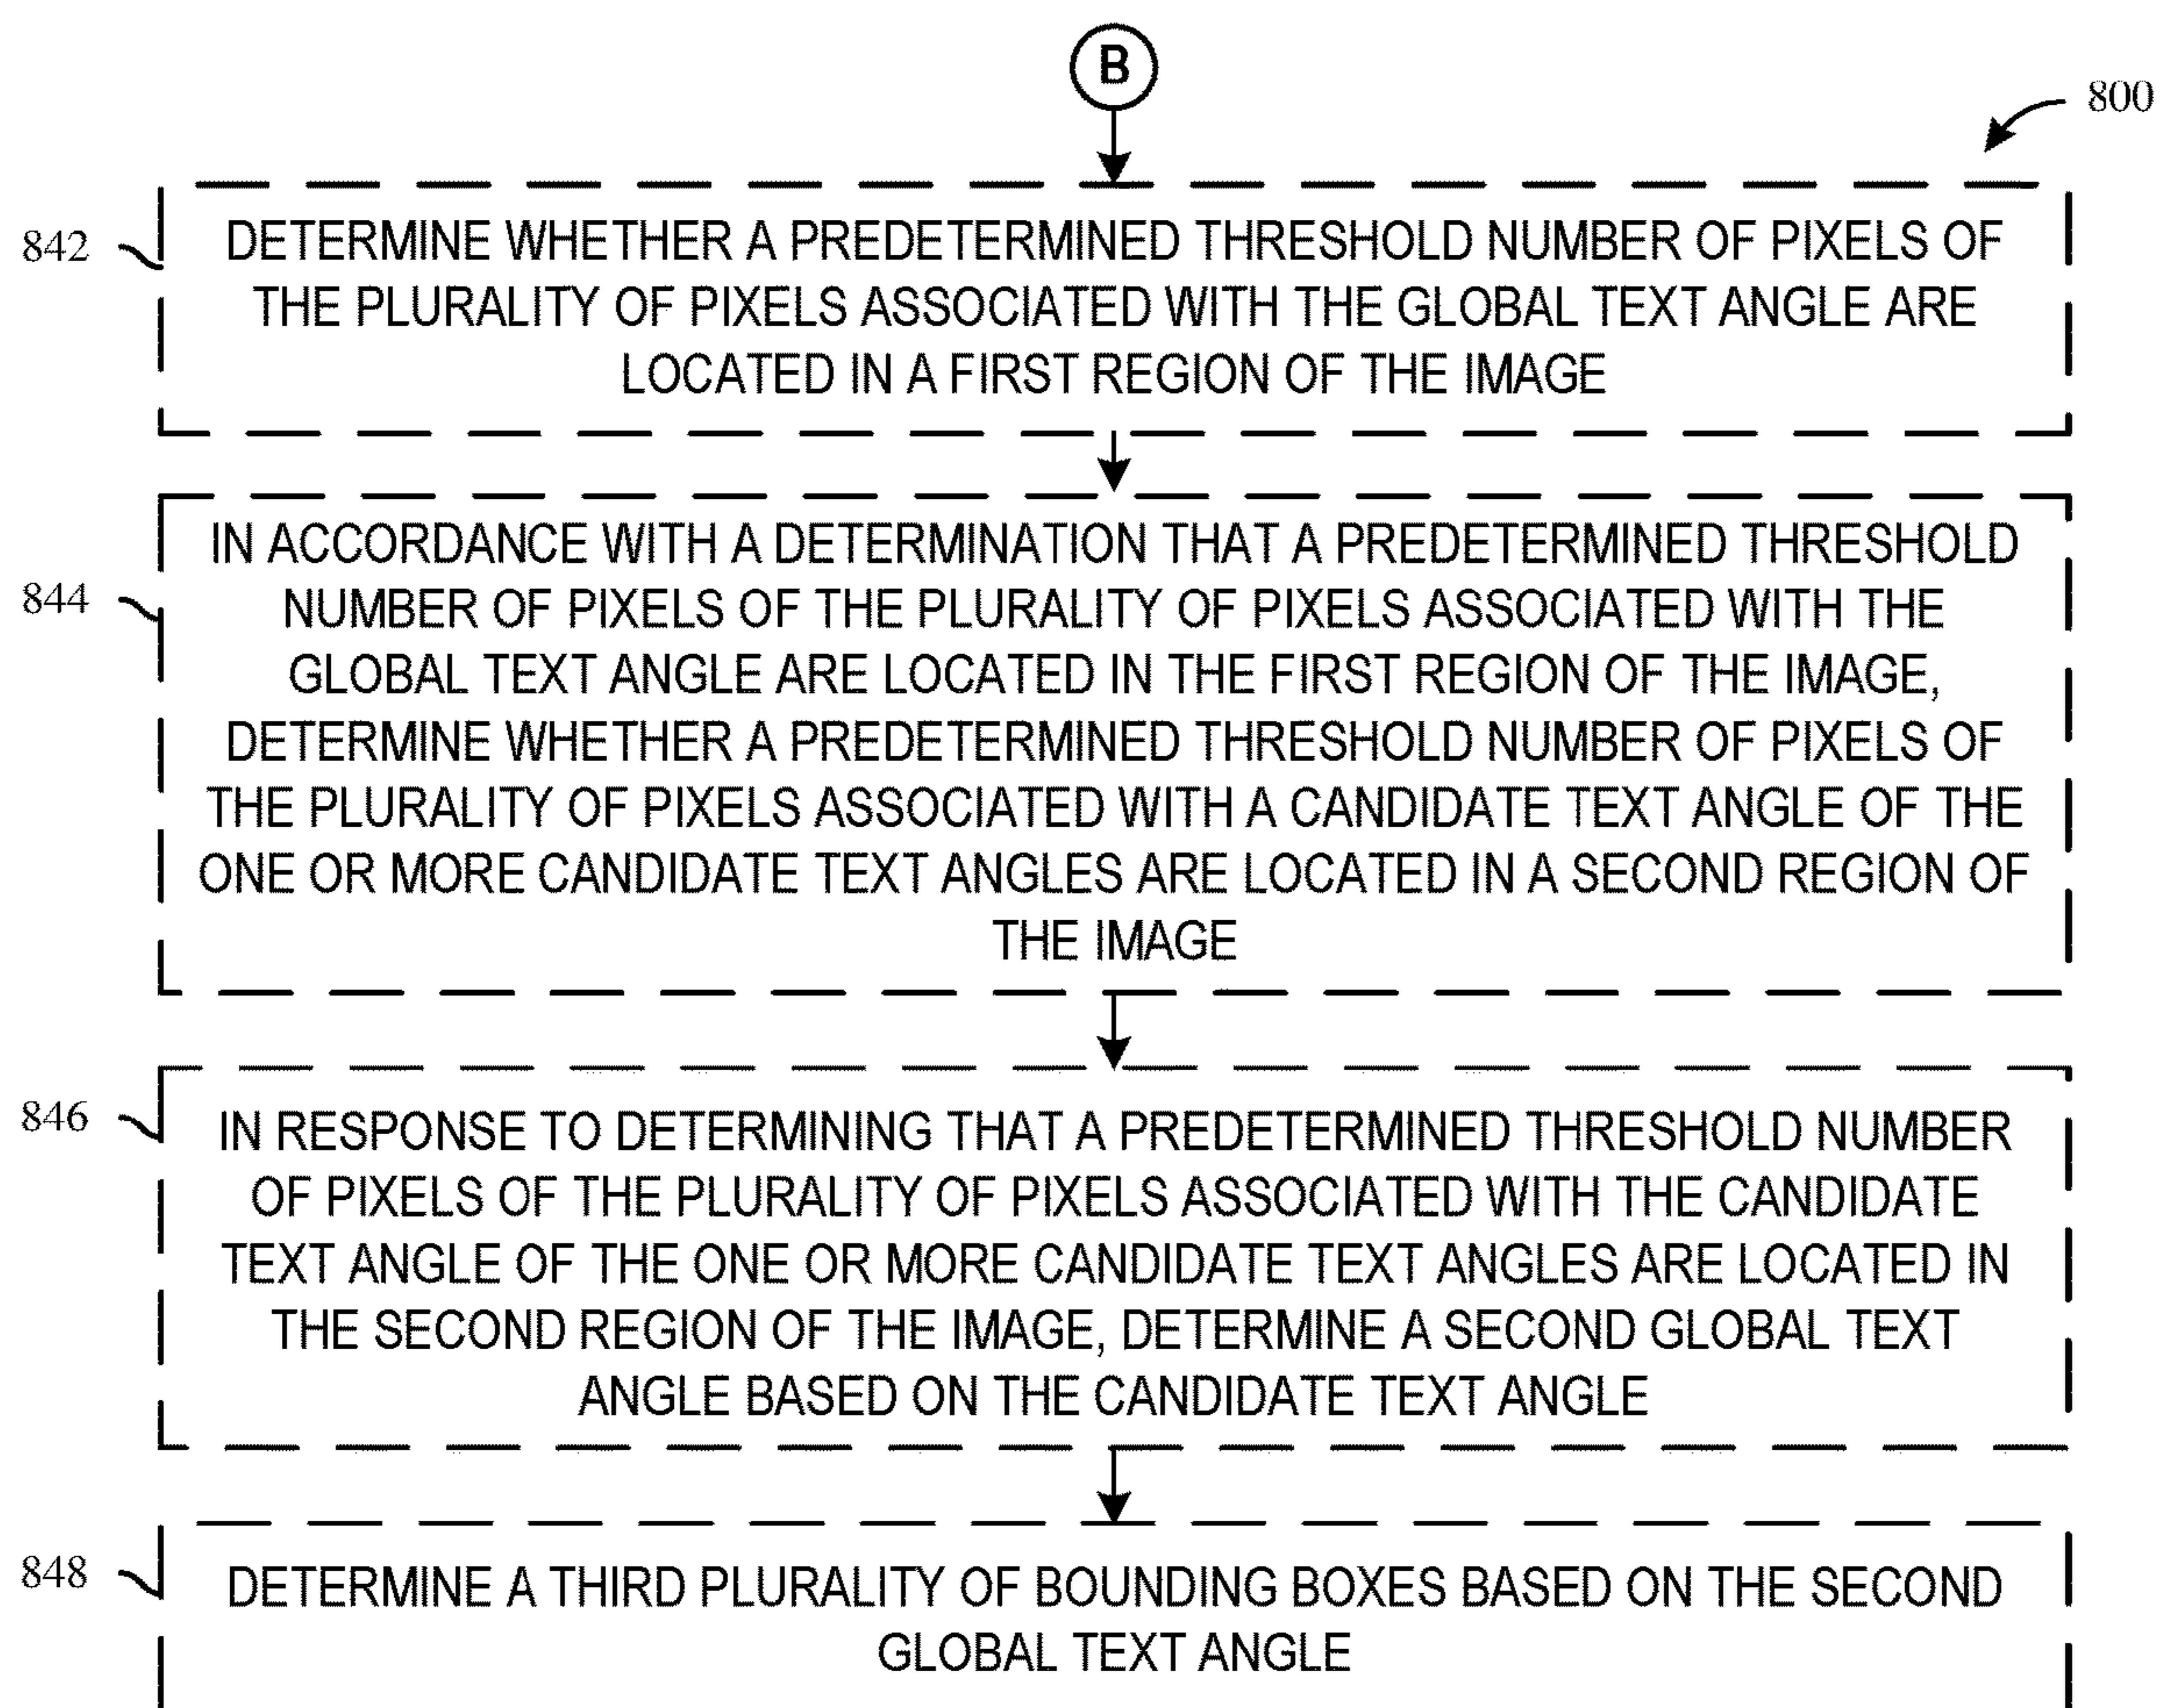 B
800
842
DETERMINE WHETHER A PREDETERMINED THRESHOLD NUMBER OF PIXELS OF
THE PLURALITY OF PIXELS ASSOCIATED WITH THE GLOBAL TEXT ANGLE ARE
LOCATED IN A FIRST REGION OF THE IMAGE
844
IN ACCORDANCE WITH A DETERMINATION THAT A PREDETERMINED THRESHOLD
NUMBER OF PIXELS OF THE PLURALITY OF PIXELS ASSOCIATED WITH THE
GLOBAL TEXT ANGLE ARE LOCATED IN THE FIRST REGION OF THE IMAGE,
DETERMINE WHETHER A PREDETERMINED THRESHOLD NUMBER OF PIXELS OF
THE PLURALITY OF PIXELS ASSOCIATED WITH A CANDIDATE TEXT ANGLE OF THE
ONE OR MORE CANDIDATE TEXT ANGLES ARE LOCATED IN A SECOND REGION OF
THE IMAGE
846
IN RESPONSE TO DETERMINING THAT A PREDETERMINED THRESHOLD NUMBER
OF PIXELS OF THE PLURALITY OF PIXELS ASSOCIATED WITH THE CANDIDATE
TEXT ANGLE OF THE ONE OR MORE CANDIDATE TEXT ANGLES ARE LOCATED IN
THE SECOND REGION OF THE IMAGE, DETERMINE A SECOND GLOBAL TEXT
ANGLE BASED ON THE CANDIDATE TEXT ANGLE
848
DETERMINE A THIRD PLURALITY OF BOUNDING BOXES BASED ON THE SECOND
GLOBAL TEXT ANGLE